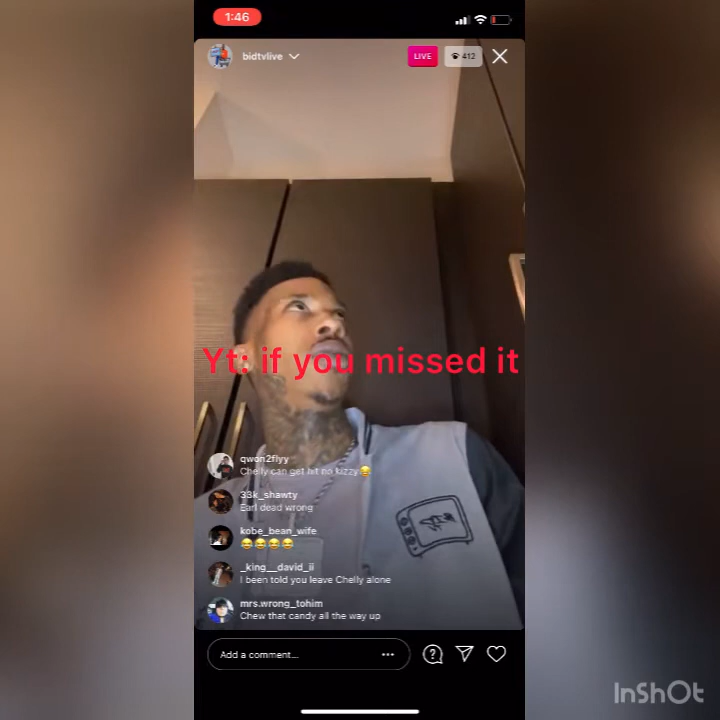 1:46
bidtvlive
LIVE
412
Yt: if you missed it
qwon2flyy
Chelly can get hit no kizzy😂
33k_shawty
Earl dead wrong
kobe_bean_wife
😂😂😂😂
_king__david_ii
I been told you leave Chelly alone
mrs.wrong_tohim
Chew that candy all the way up
Add a comment...
InShOt